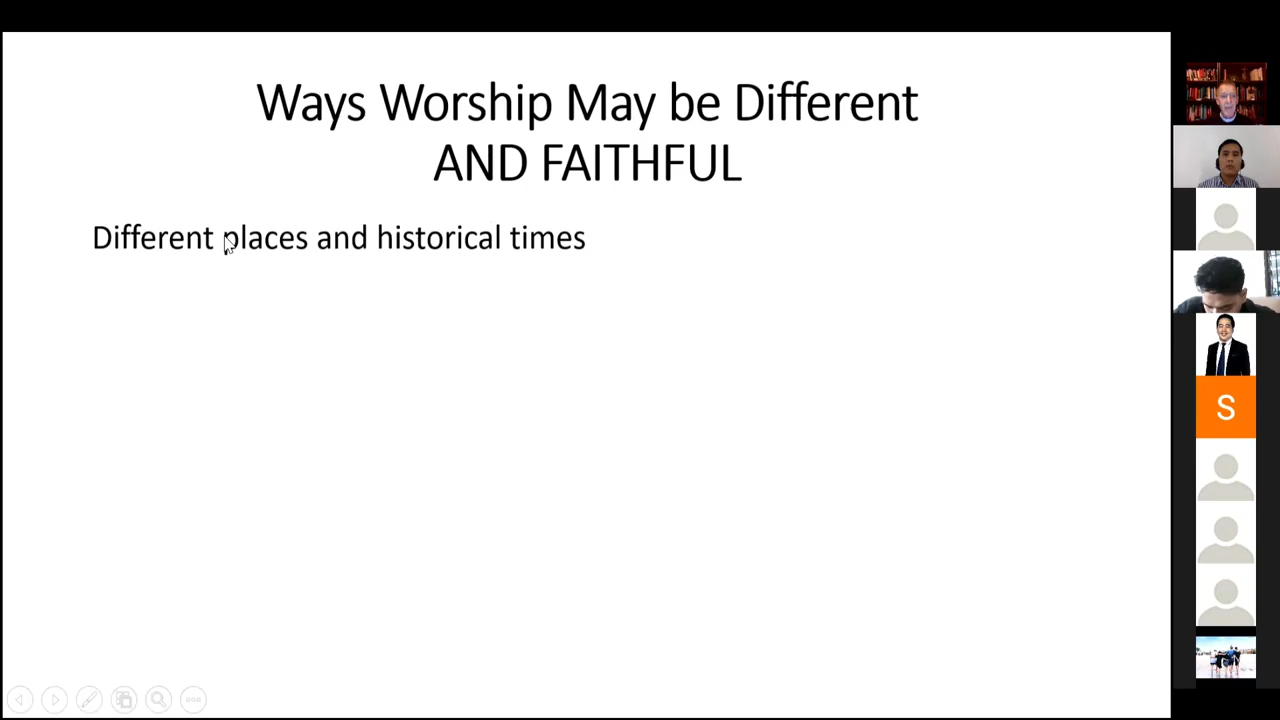 Ways Worship May be Different
AND FAITHFUL
Different places and historical times
S